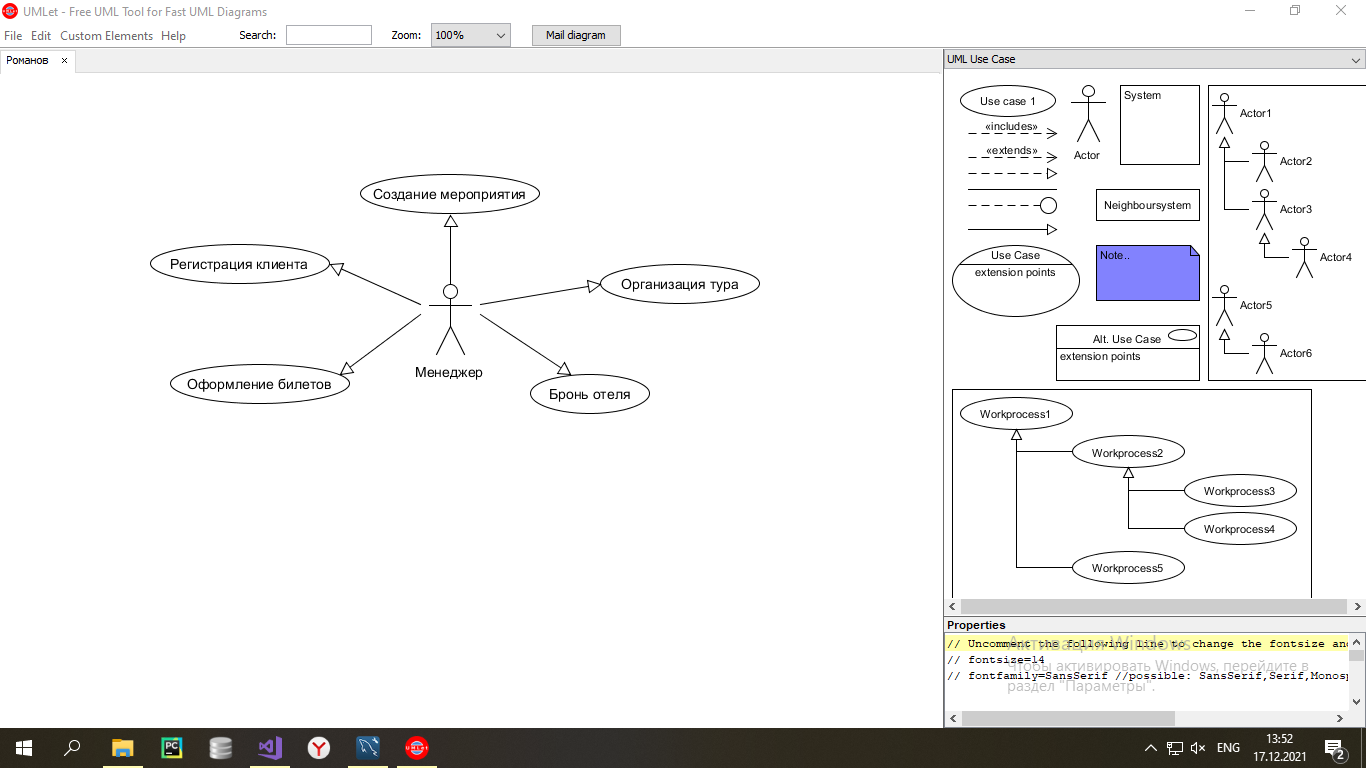 UMLet - Free UML Tool for Fast UML Diagrams
File Edit Custom Elements Help Search: Zoom: 100% Mail diagram
Романов
Создание мероприятия
Регистрация клиента
Организация тура
Оформление билетов
Менеджер
Бронь отеля
UML Use Case
Use case 1
«includes»
«extends»
Actor
System
Neighboursystem
Use Case
extension points
Note..
Alt. Use Case
extension points
Actor1
Actor2
Actor3
Actor4
Actor5
Actor6
Workprocess1
Workprocess2
Workprocess3
Workprocess4
Workprocess5
Properties
// Uncomment the following line to change the fontsize and
// fontsize=14
// fontfamily=SansSerif //possible: SansSerif,Serif,Monosp
Активация Windows
Чтобы активировать Windows, перейдите в
раздел "Параметры".
PC
ENG
13:52
17.12.2021
2